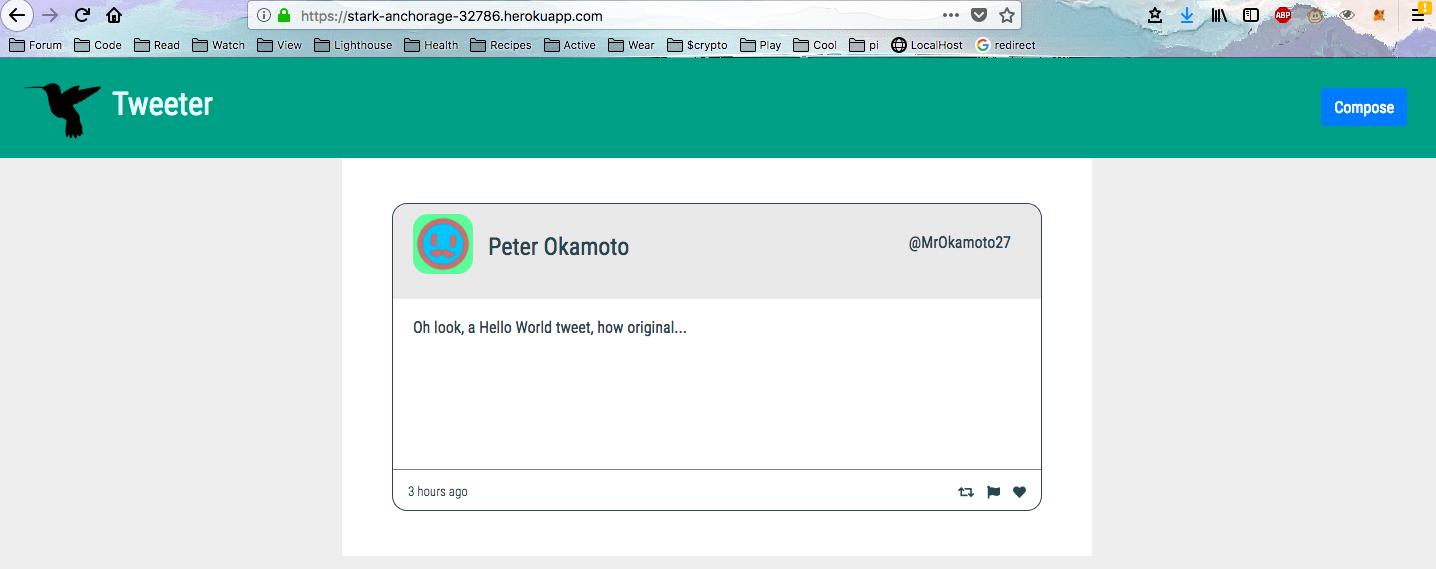 https://stark-anchorage-32786.herokuapp.com
ABP
Forum Code Read Watch View Lighthouse Health Recipes Active Wear $crypto Play Cool pi LocalHost redirect
Tweeter
Compose
Peter Okamoto
@MrOkamoto27
Oh look, a Hello World tweet, how original...
3 hours ago